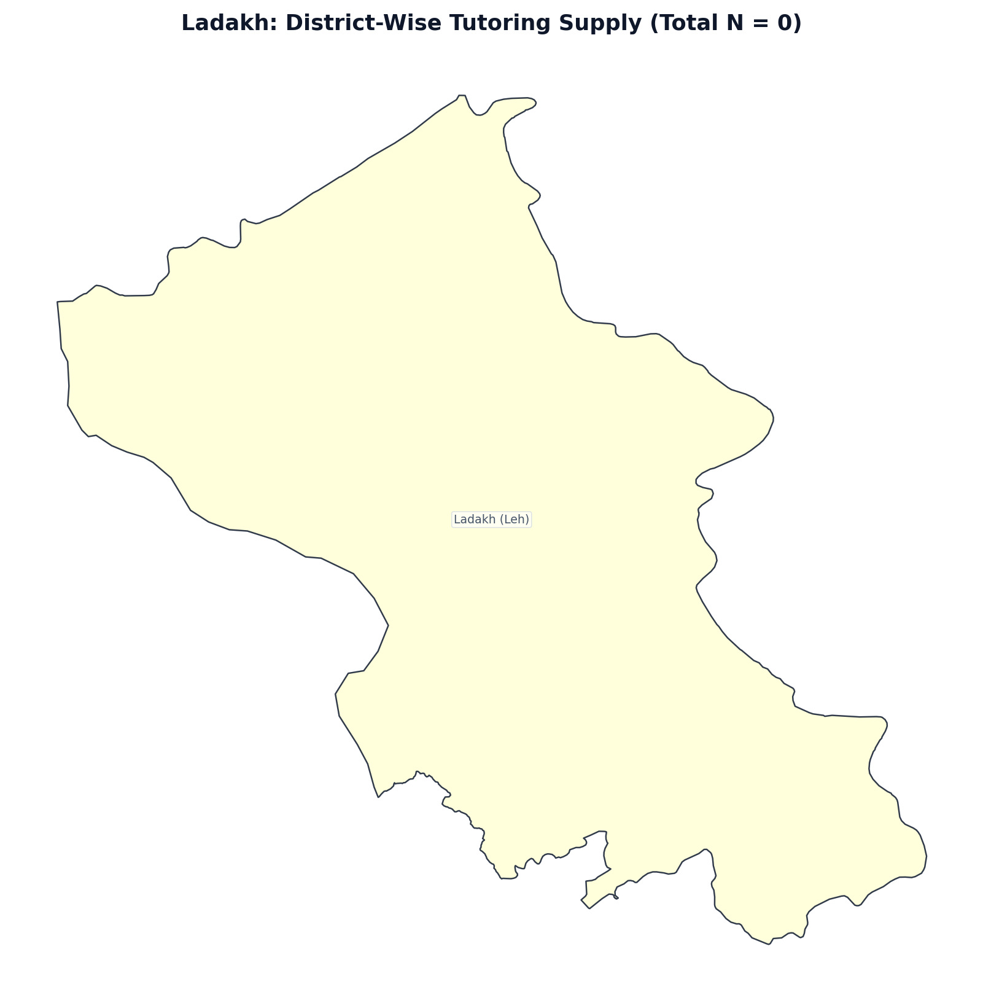 Ladakh: District-Wise Tutoring Supply (Total N = 0)
Ladakh (Leh)